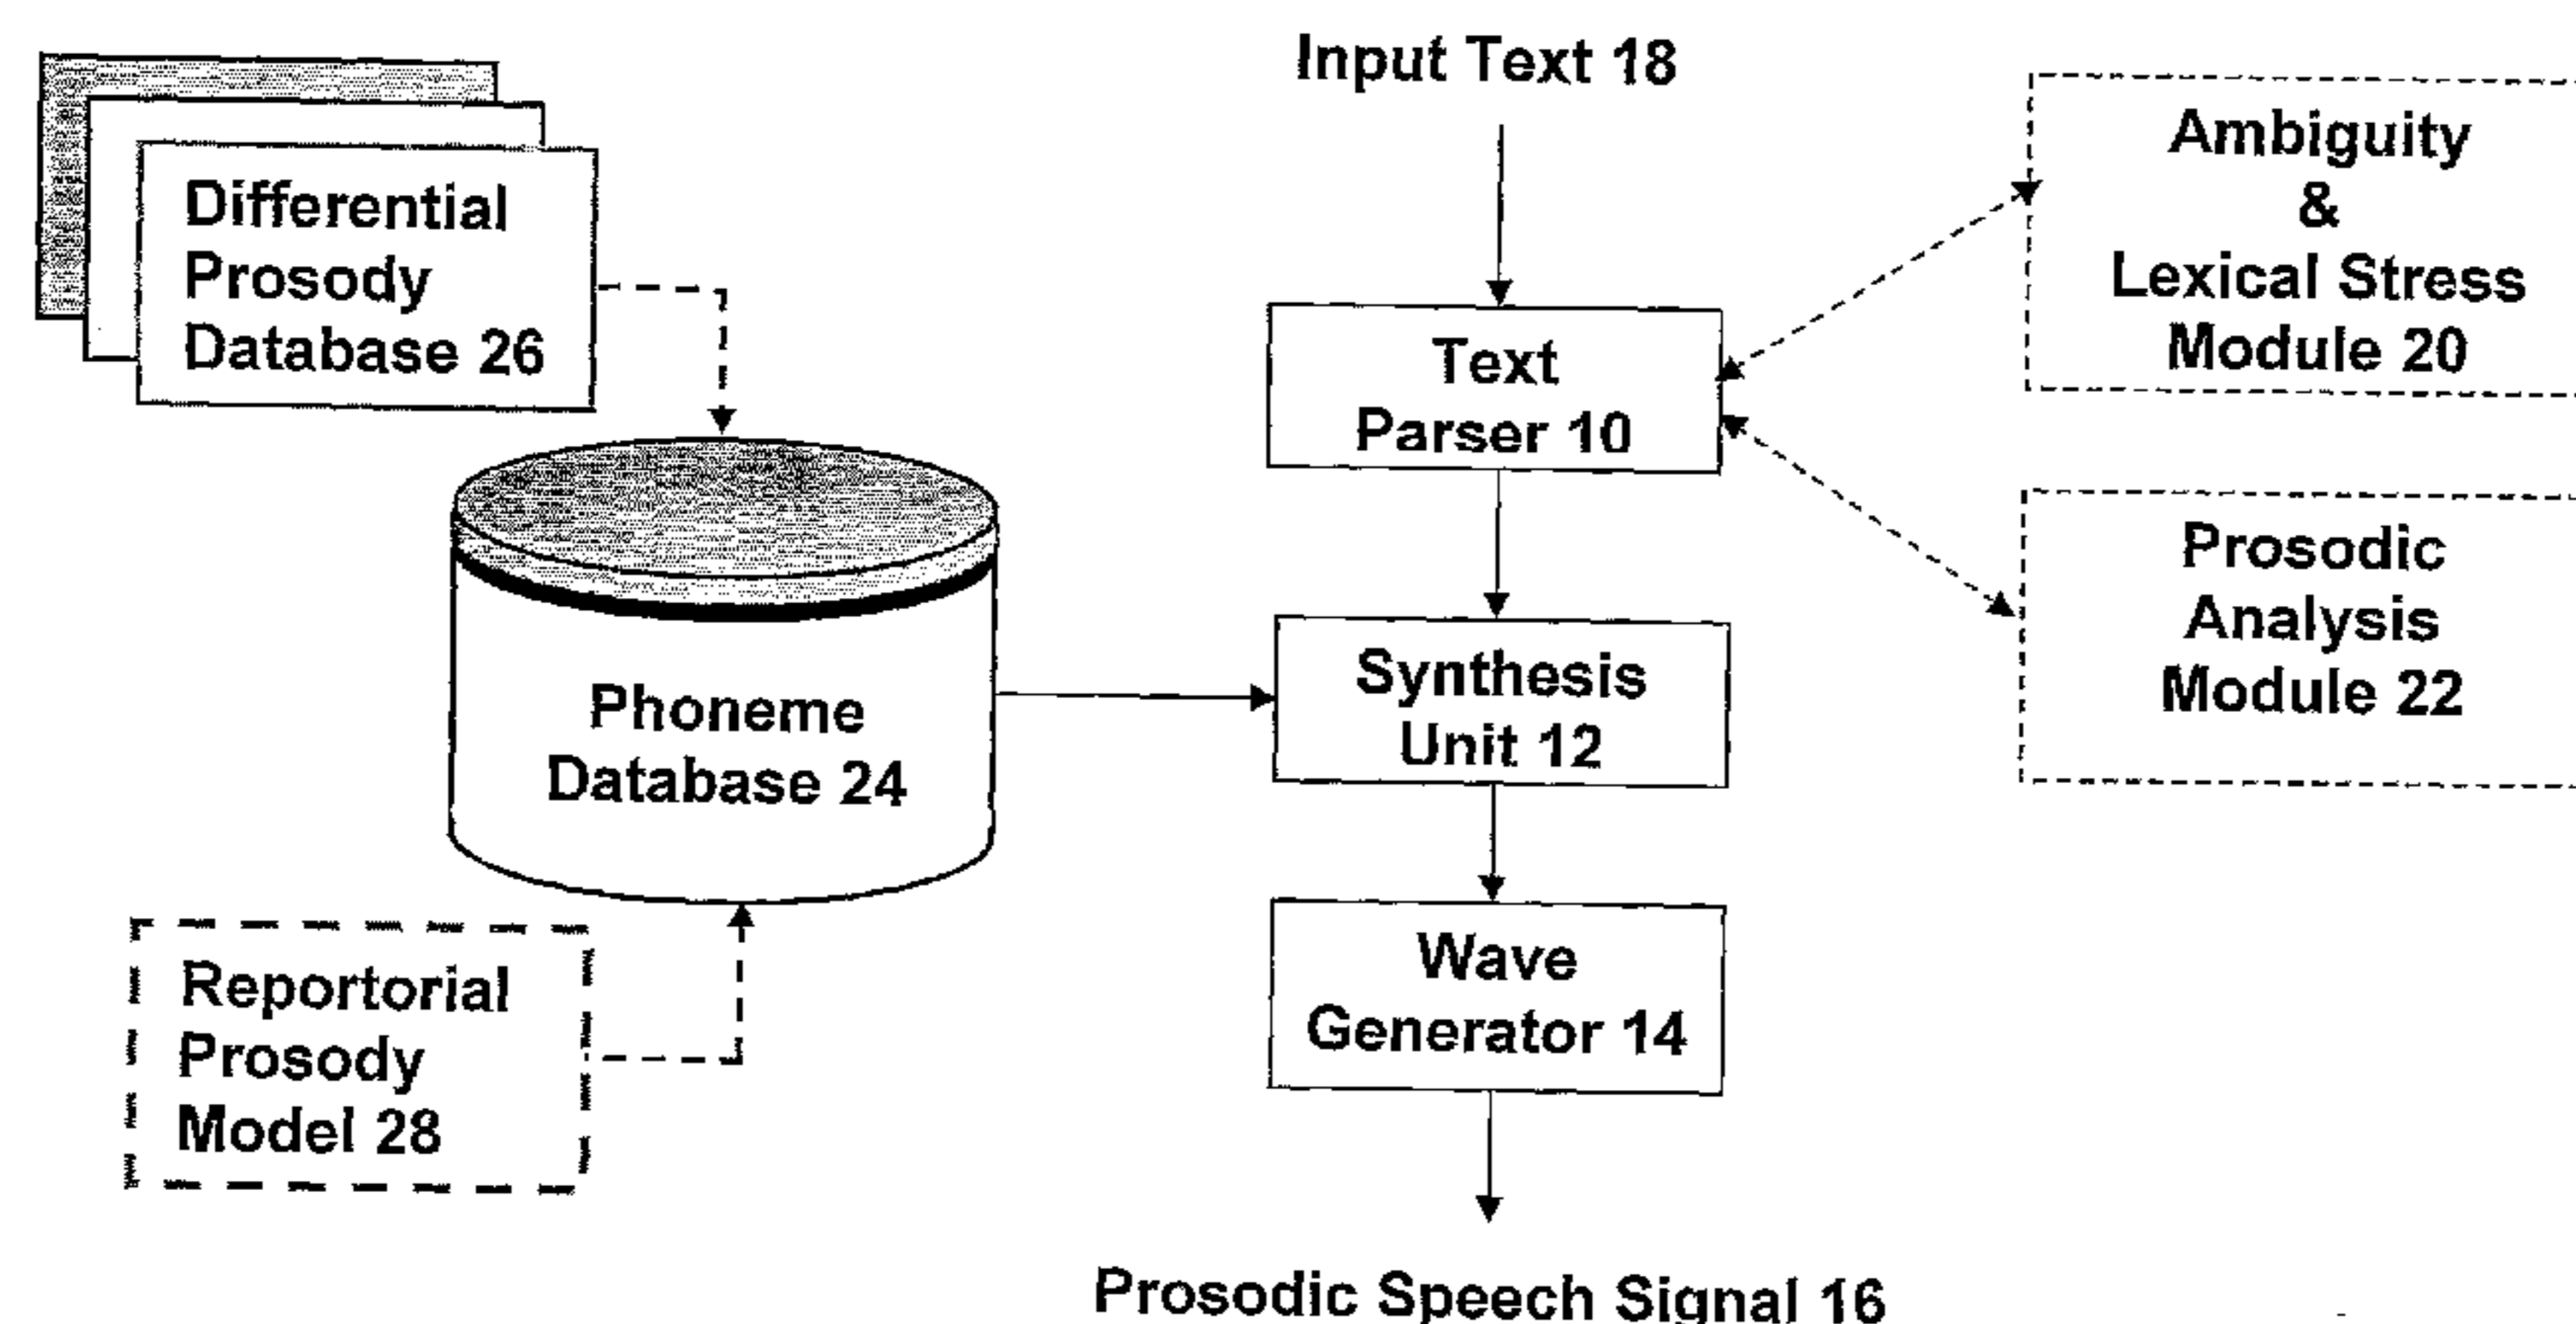 Differential
Prosody
Database 26
Input Text 18
Ambiguity
&
Lexical Stress
Module 20
Text
Parser 10
Prosodic
Analysis
Module 22
Phoneme
Database 24
Synthesis
Unit 12
Reportorial
Prosody
Model 28
Wave
Generator 14
Prosodic Speech Signal 16